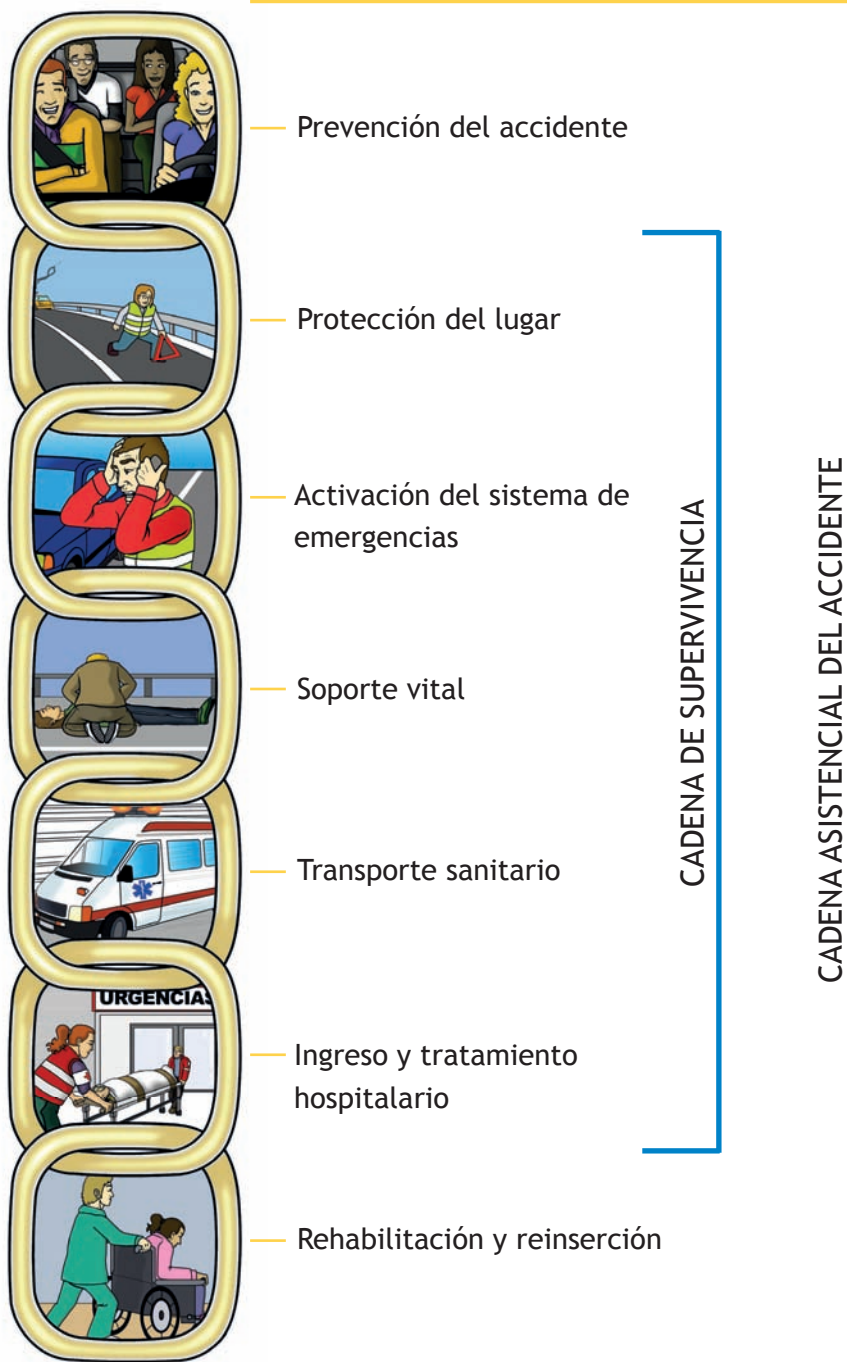 Prevención del accidente
Protección del lugar
Activación del sistema de
emergencias
Soporte vital
Transporte sanitario
URGENCIAS
Ingreso y tratamiento
hospitalario
Rehabilitación y reinserción
CADENA DE SUPERVIVENCIA
CADENA ASISTENCIAL DEL ACCIDENTE